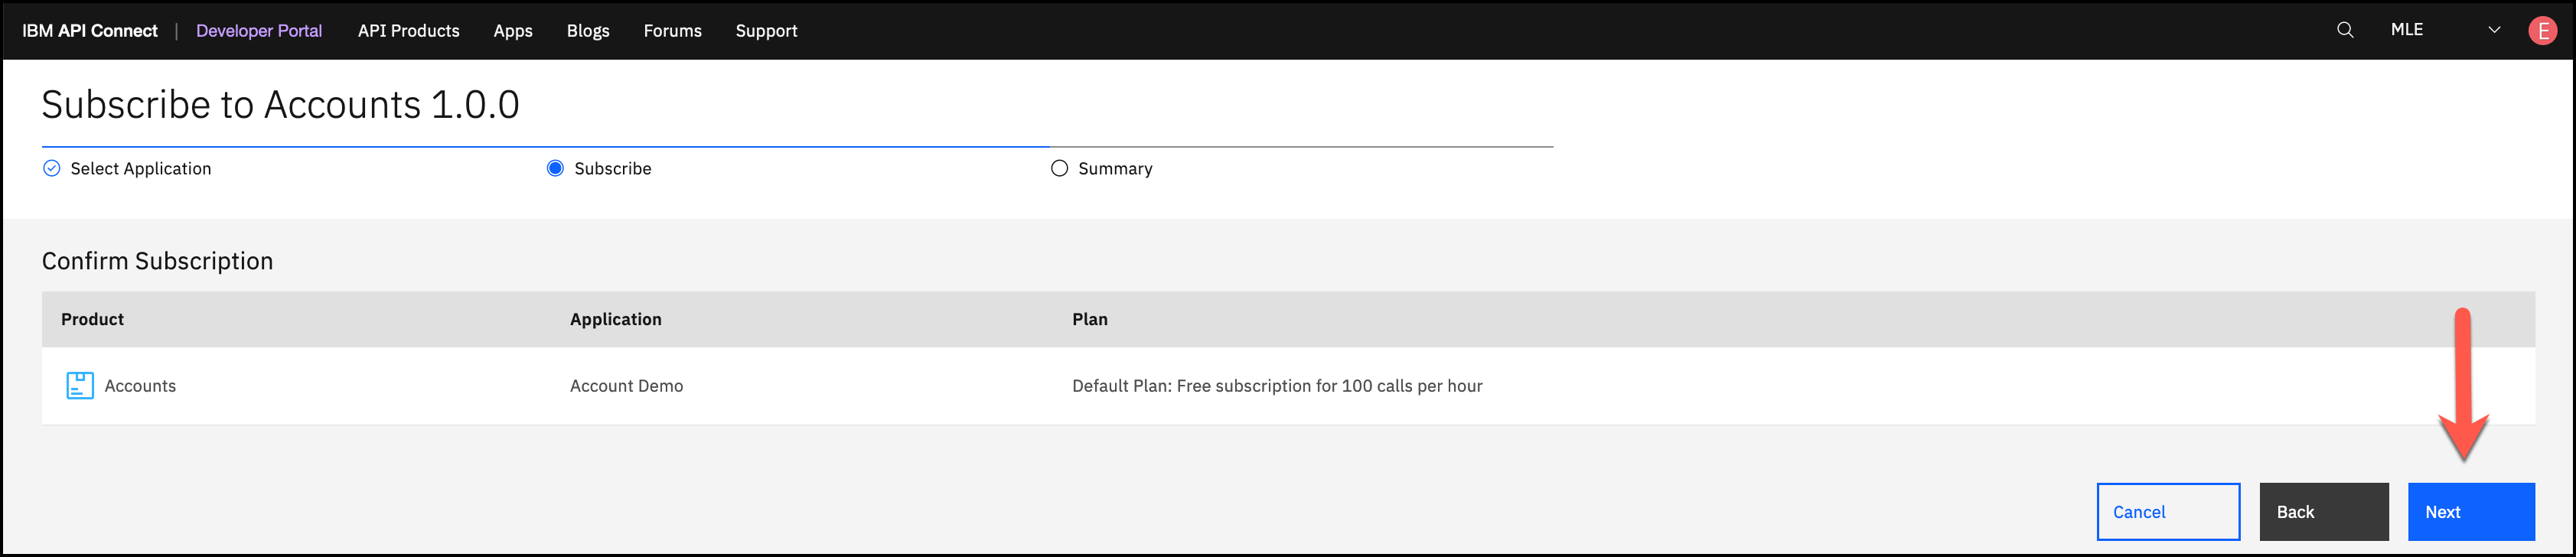 IBM API Connect | Developer Portal API Products Apps Blogs Forums Support MLE E
Subscribe to Accounts 1.0.0
Select Application Subscribe Summary
Confirm Subscription
Product Application Plan
Accounts Account Demo Default Plan: Free subscription for 100 calls per hour
Cancel Back Next